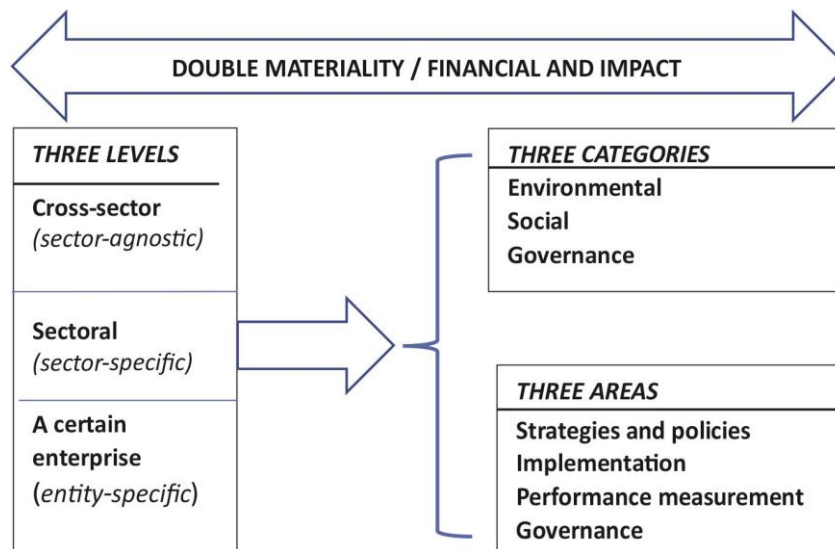 DOUBLE MATERIALITY / FINANCIAL AND IMPACT
THREE LEVELS
Cross-sector
(sector-agnostic)
Sectoral
(sector-specific)
A certain
enterprise
(entity-specific)
THREE CATEGORIES
Environmental
Social
Governance
THREE AREAS
Strategies and policies
Implementation
Performance measurement
Governance